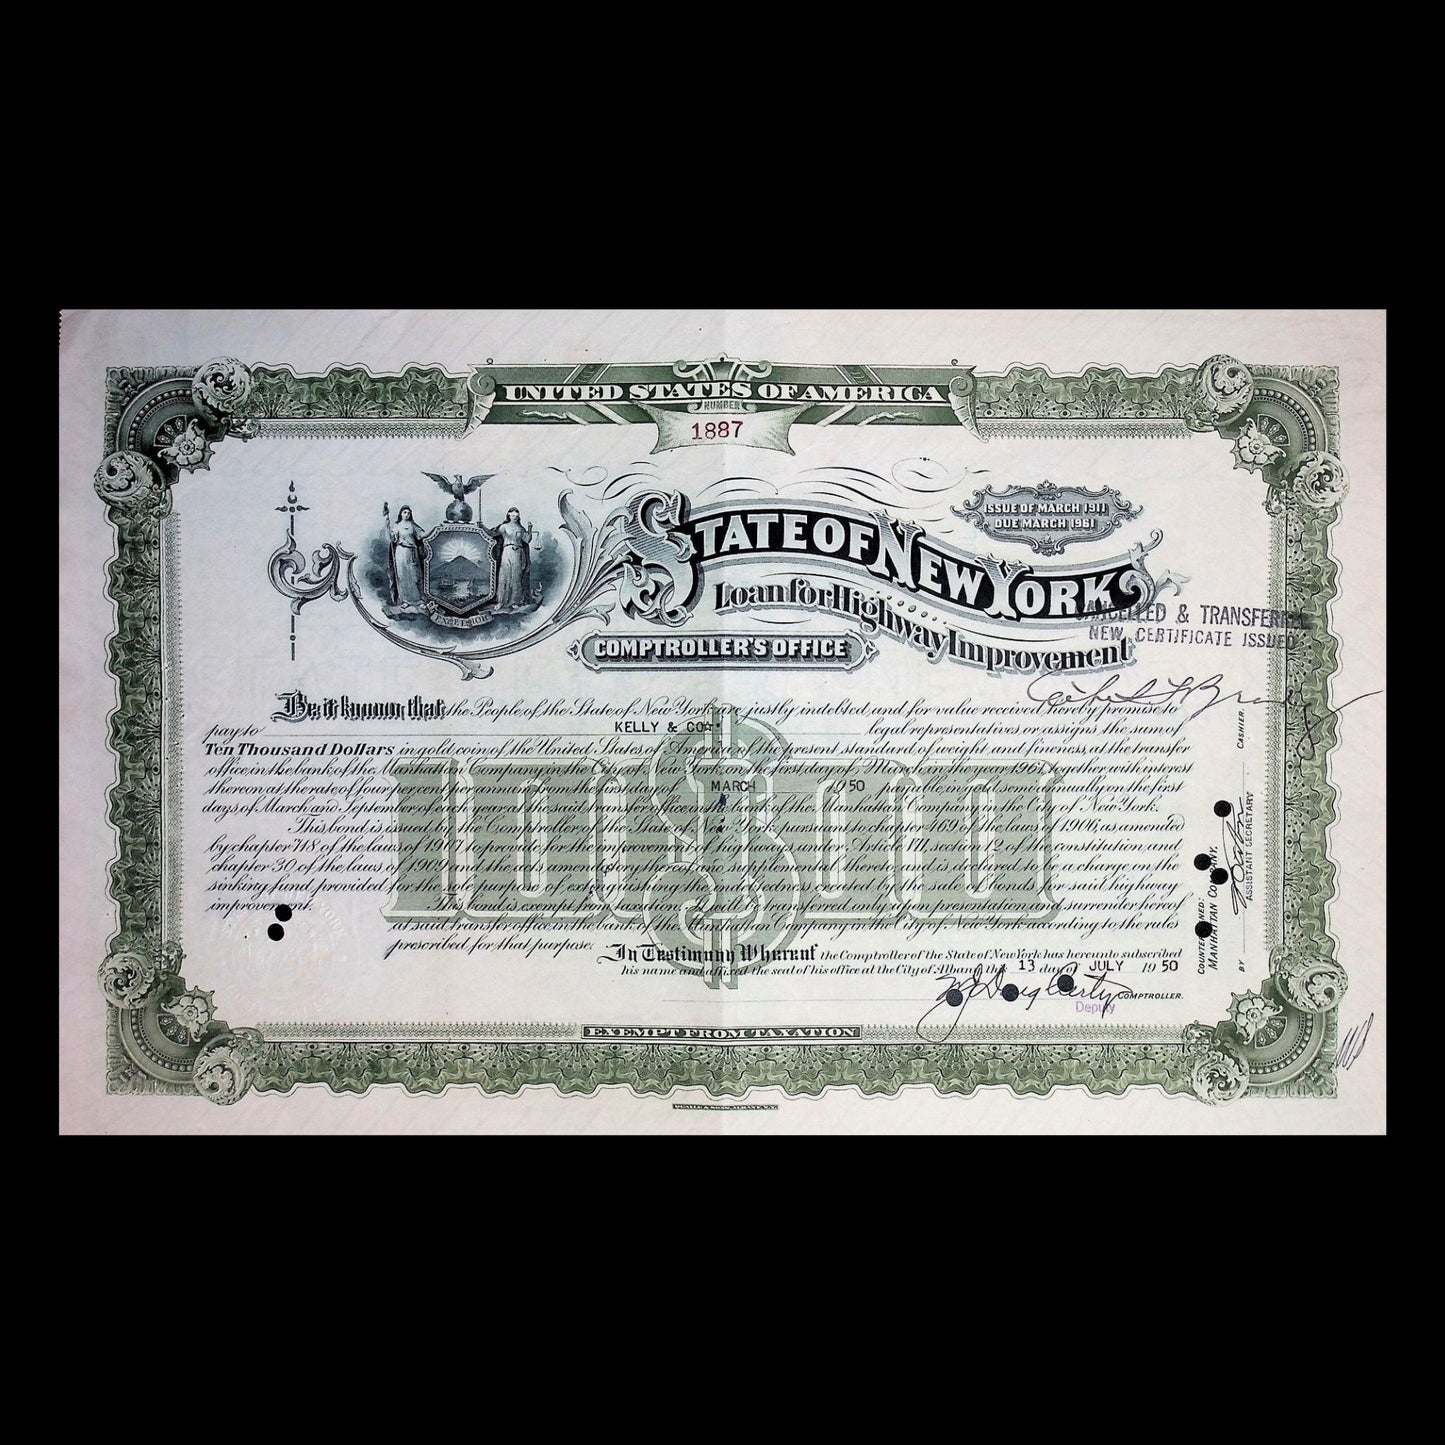 UNITED STATES OF AMERICA
NUMBER
1887
ISSUE OF MARCH 1911
DUE MARCH 1961
STATE OF NEW YORK
Loan for Highway Improvement
CANCELLED & TRANSFERRED
NEW CERTIFICATE ISSUED
EXCELSIOR
COMPTROLLER'S OFFICE
Be it known that the People of the State of New York are justly indebted and for value received hereby promise to
pay to KELLY & CO☆ legal representatives, or assigns, the sum of
Ten Thousand Dollars in gold coin of the United States of America, of the present standard of weight and fineness, at the transfer
office in the bank of the Manhattan Company in the City of New York, on the first day of March, in the year 1961, together with interest
thereon at the rate of four per cent per annum from the first day of MARCH 1950 payable in gold semi annually on the first
days of March and September of each year at the said transfer office in the bank of the Manhattan Company in the City of New York.
This bond is issued by the Comptroller of the State of New York pursuant to chapter 469 of the laws of 1906, as amended
by chapter 718 of the laws of 1907, to provide for the improvement of highways under Article VII, section 12 of the constitution, and
chapter 30 of the laws of 1909 and the acts amendatory thereof and supplemental thereto, and is declared to be a charge on the
sinking fund provided for the sole purpose of extinguishing the indebtedness created by the sale of bonds for said highway
improvement. This bond is exempt from taxation. It will be transferred only upon presentation and surrender hereof
at said transfer office in the bank of the Manhattan Company in the City of New York according to the rules
prescribed for that purpose.
In Testimony Whereof the Comptroller of the State of New York has hereunto subscribed
his name and affixed the seal of his office at the City of Albany, the 13 day of JULY 1950
COMPTROLLER.
Deputy
10$000
COUNTERSIGNED:
MANHATTAN COMPANY,
CASHIER.
BY
ASSISTANT SECRETARY
EXEMPT FROM TAXATION